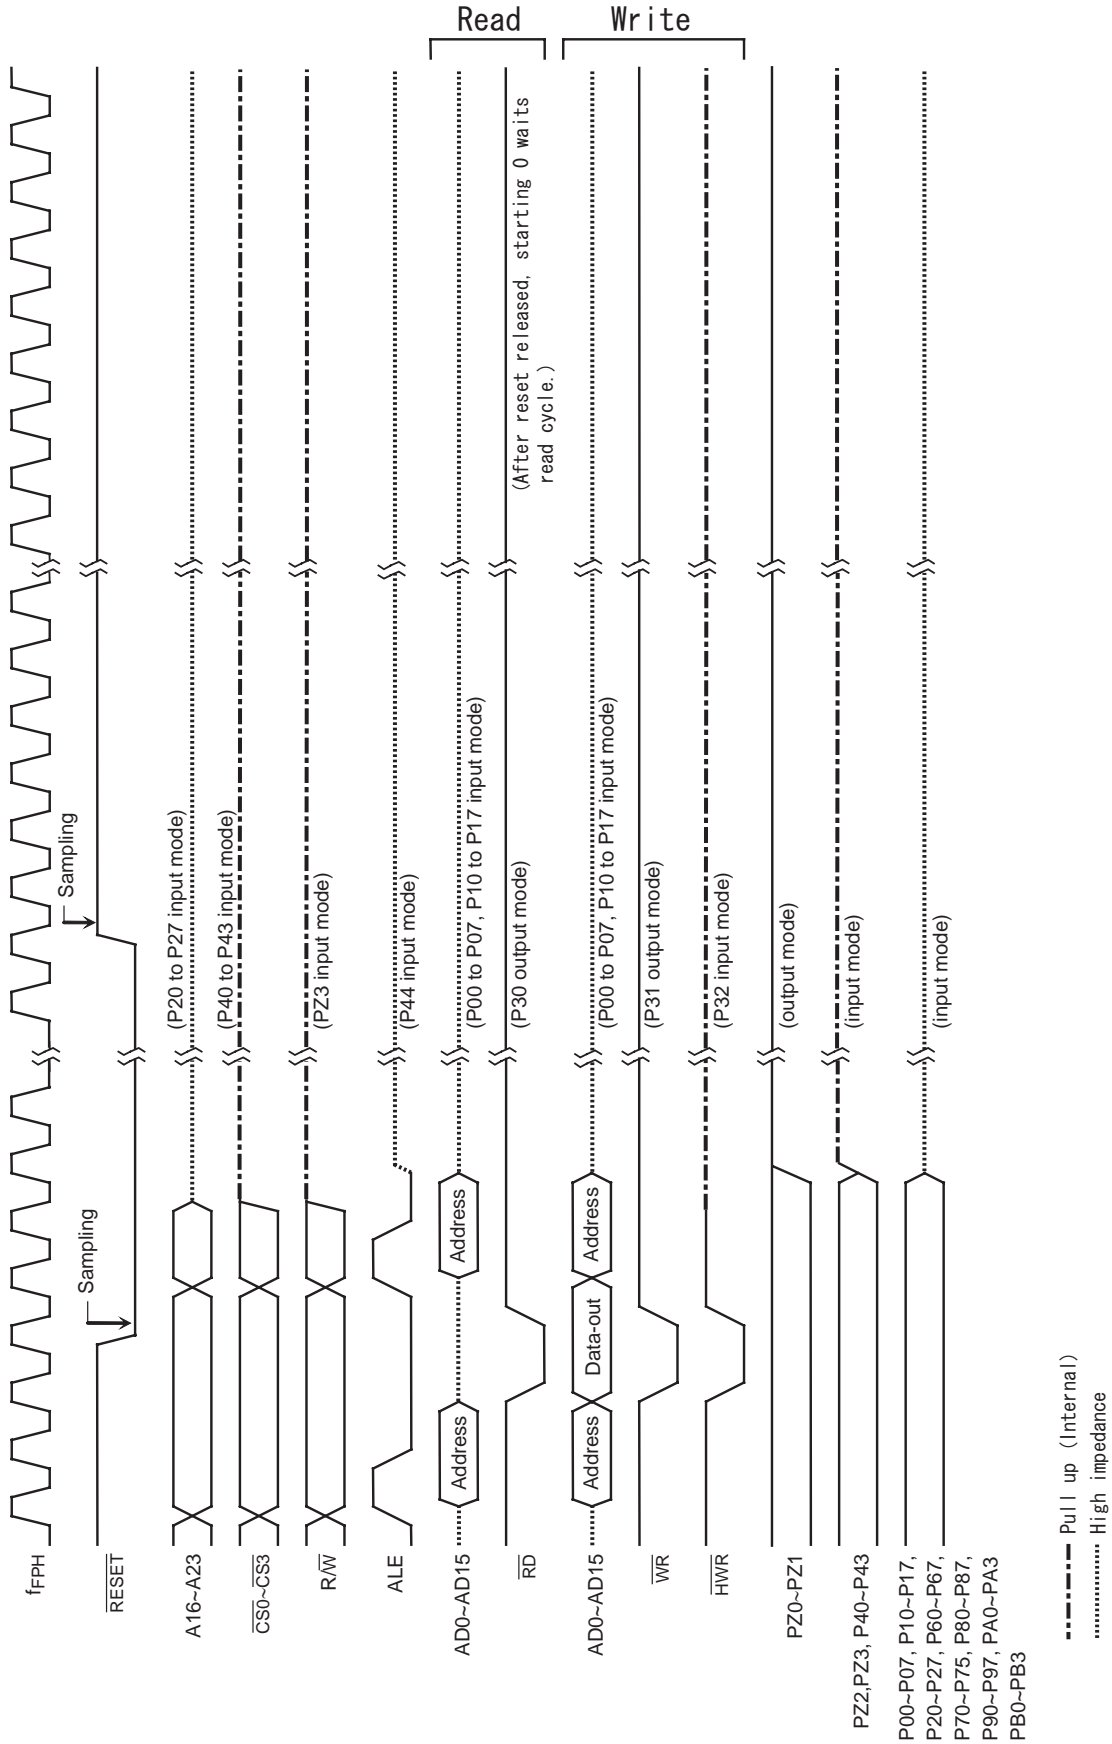 Read
Write
fFPH
RESET
Sampling
Sampling
A16~A23
(P20 to P27 input mode)
CS0~CS3
(P40 to P43 input mode)
R/W
(PZ3 input mode)
ALE
(P44 input mode)
AD0~AD15
Address
Address
(P00 to P07, P10 to P17 input mode)
RD
(P30 output mode)
(After reset released, starting 0 waits
read cycle.)
AD0~AD15
Address
Data-out
Address
(P00 to P07, P10 to P17 input mode)
WR
(P31 output mode)
HWR
(P32 input mode)
PZ0~PZ1
(output mode)
PZ2,PZ3, P40~P43
(input mode)
P00~P07, P10~P17,
P20~P27, P60~P67,
P70~P75, P80~P87,
P90~P97, PA0~PA3
PB0~PB3
(input mode)
Pull up (Internal)
High impedance